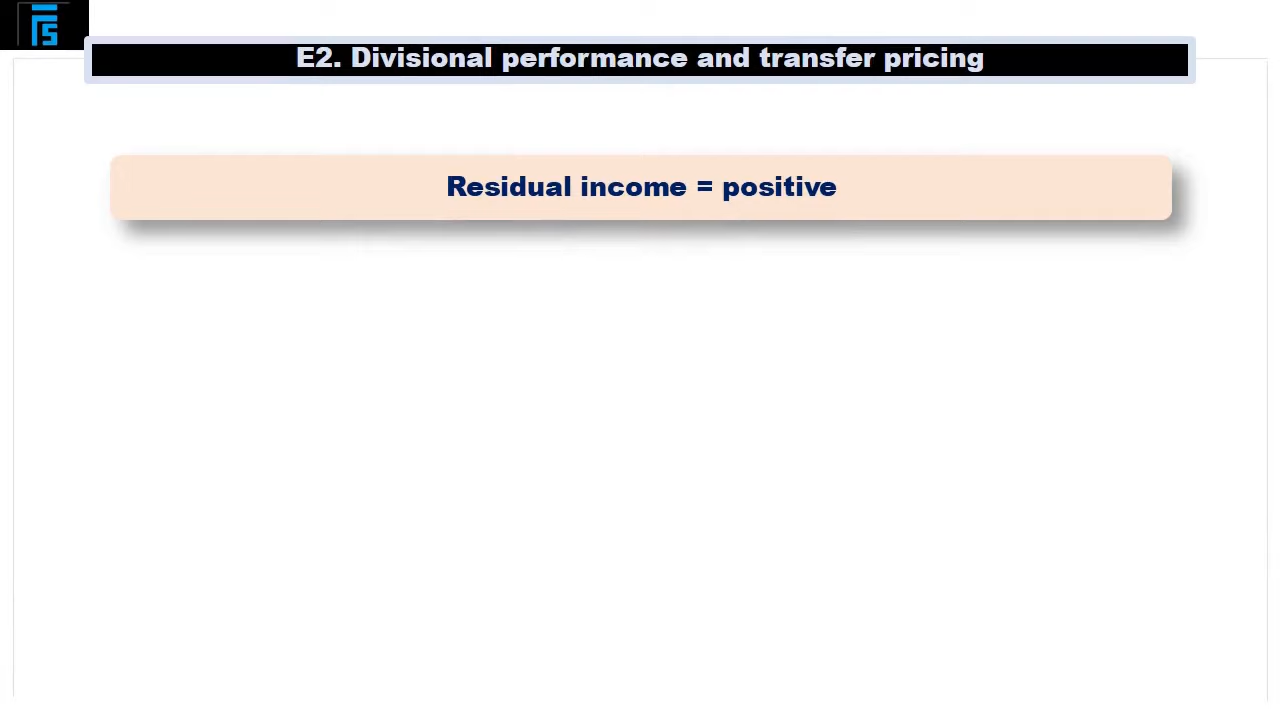 E2. Divisional performance and transfer pricing
Residual income = positive